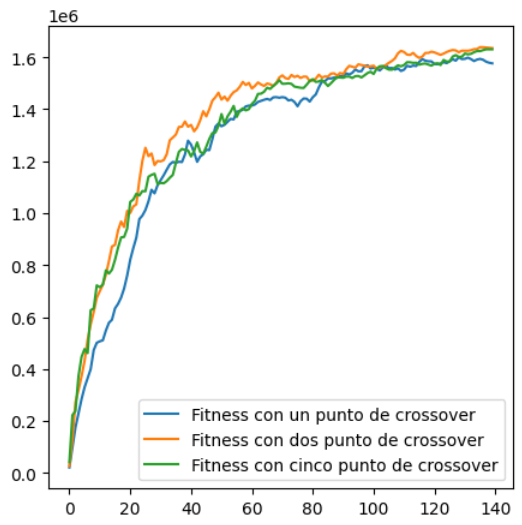 1e6
1.6
1.4
1.2
1.0
0.8
0.6
0.4
0.2
0.0
Fitness con un punto de crossover
Fitness con dos punto de crossover
Fitness con cinco punto de crossover
0 20 40 60 80 100 120 140